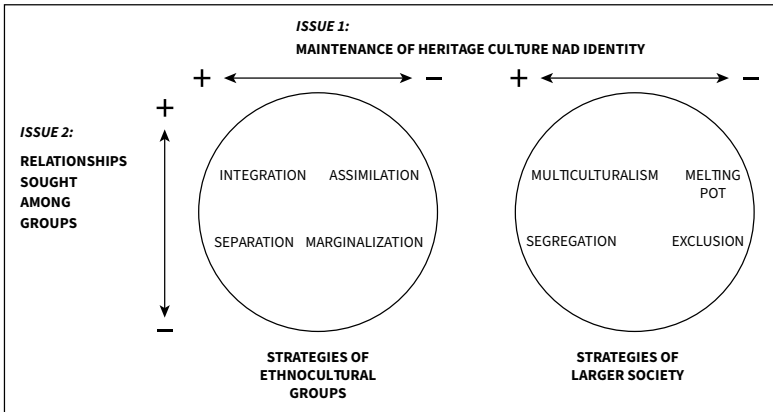 ISSUE 1:
MAINTENANCE OF HERITAGE CULTURE NAD IDENTITY
+ − + −
+
ISSUE 2:
RELATIONSHIPS
SOUGHT
AMONG
GROUPS
−
INTEGRATION ASSIMILATION
SEPARATION MARGINALIZATION
MULTICULTURALISM MELTING
POT
SEGREGATION EXCLUSION
STRATEGIES OF
ETHNOCULTURAL
GROUPS
STRATEGIES OF
LARGER SOCIETY